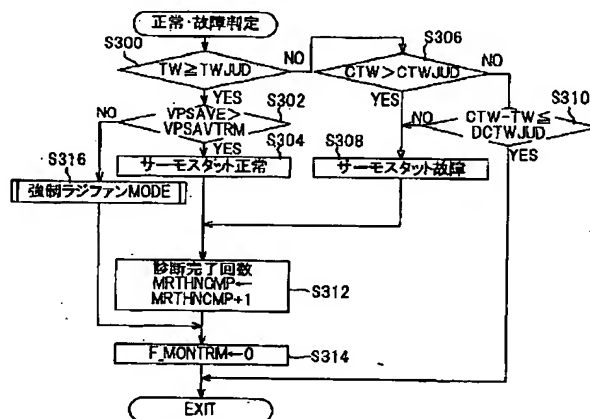 正常・故障判定
S300
TW≧TWJUD
NO
YES
S306
CTW>CTWJUD
NO
YES
S310
CTW-TW≦
DCTWJUD
NO
YES
S302
VPSAVE>
VPSAVTRM
NO
YES
S304
サーモスタット正常
S308
サーモスタット故障
S316
強制ラジファンMODE
診断完了回数
MRTHNCMP←
MRTHNCMP+1
S312
F_MONTRM←0
S314
EXIT